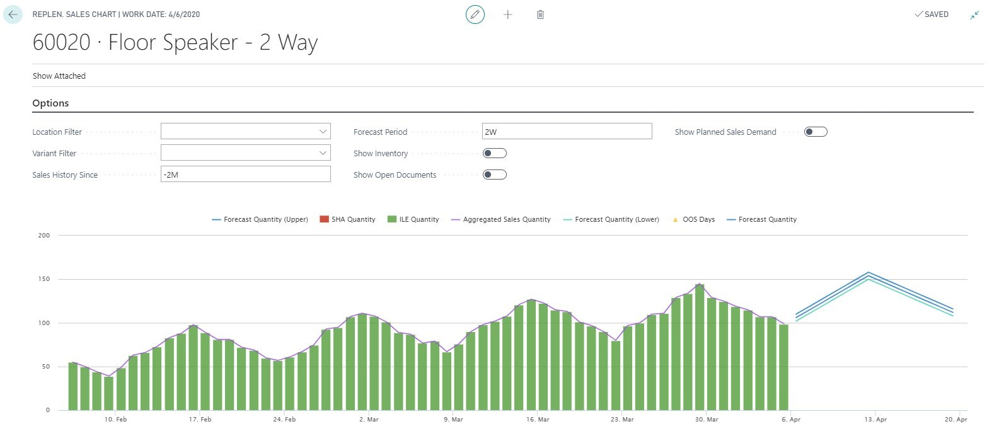 REPLEN. SALES CHART | WORK DATE: 4/6/2020
SAVED
60020 · Floor Speaker - 2 Way
Show Attached
Options
Location Filter
Forecast Period
2W
Show Planned Sales Demand
Variant Filter
Show Inventory
Sales History Since
-2M
Show Open Documents
Forecast Quantity (Upper)
SHA Quantity
ILE Quantity
Aggregated Sales Quantity
Forecast Quantity (Lower)
OOS Days
Forecast Quantity
200
150
100
50
0
10. Feb
17. Feb
24. Feb
2. Mar
9. Mar
16. Mar
23. Mar
30. Mar
6. Apr
13. Apr
20. Apr